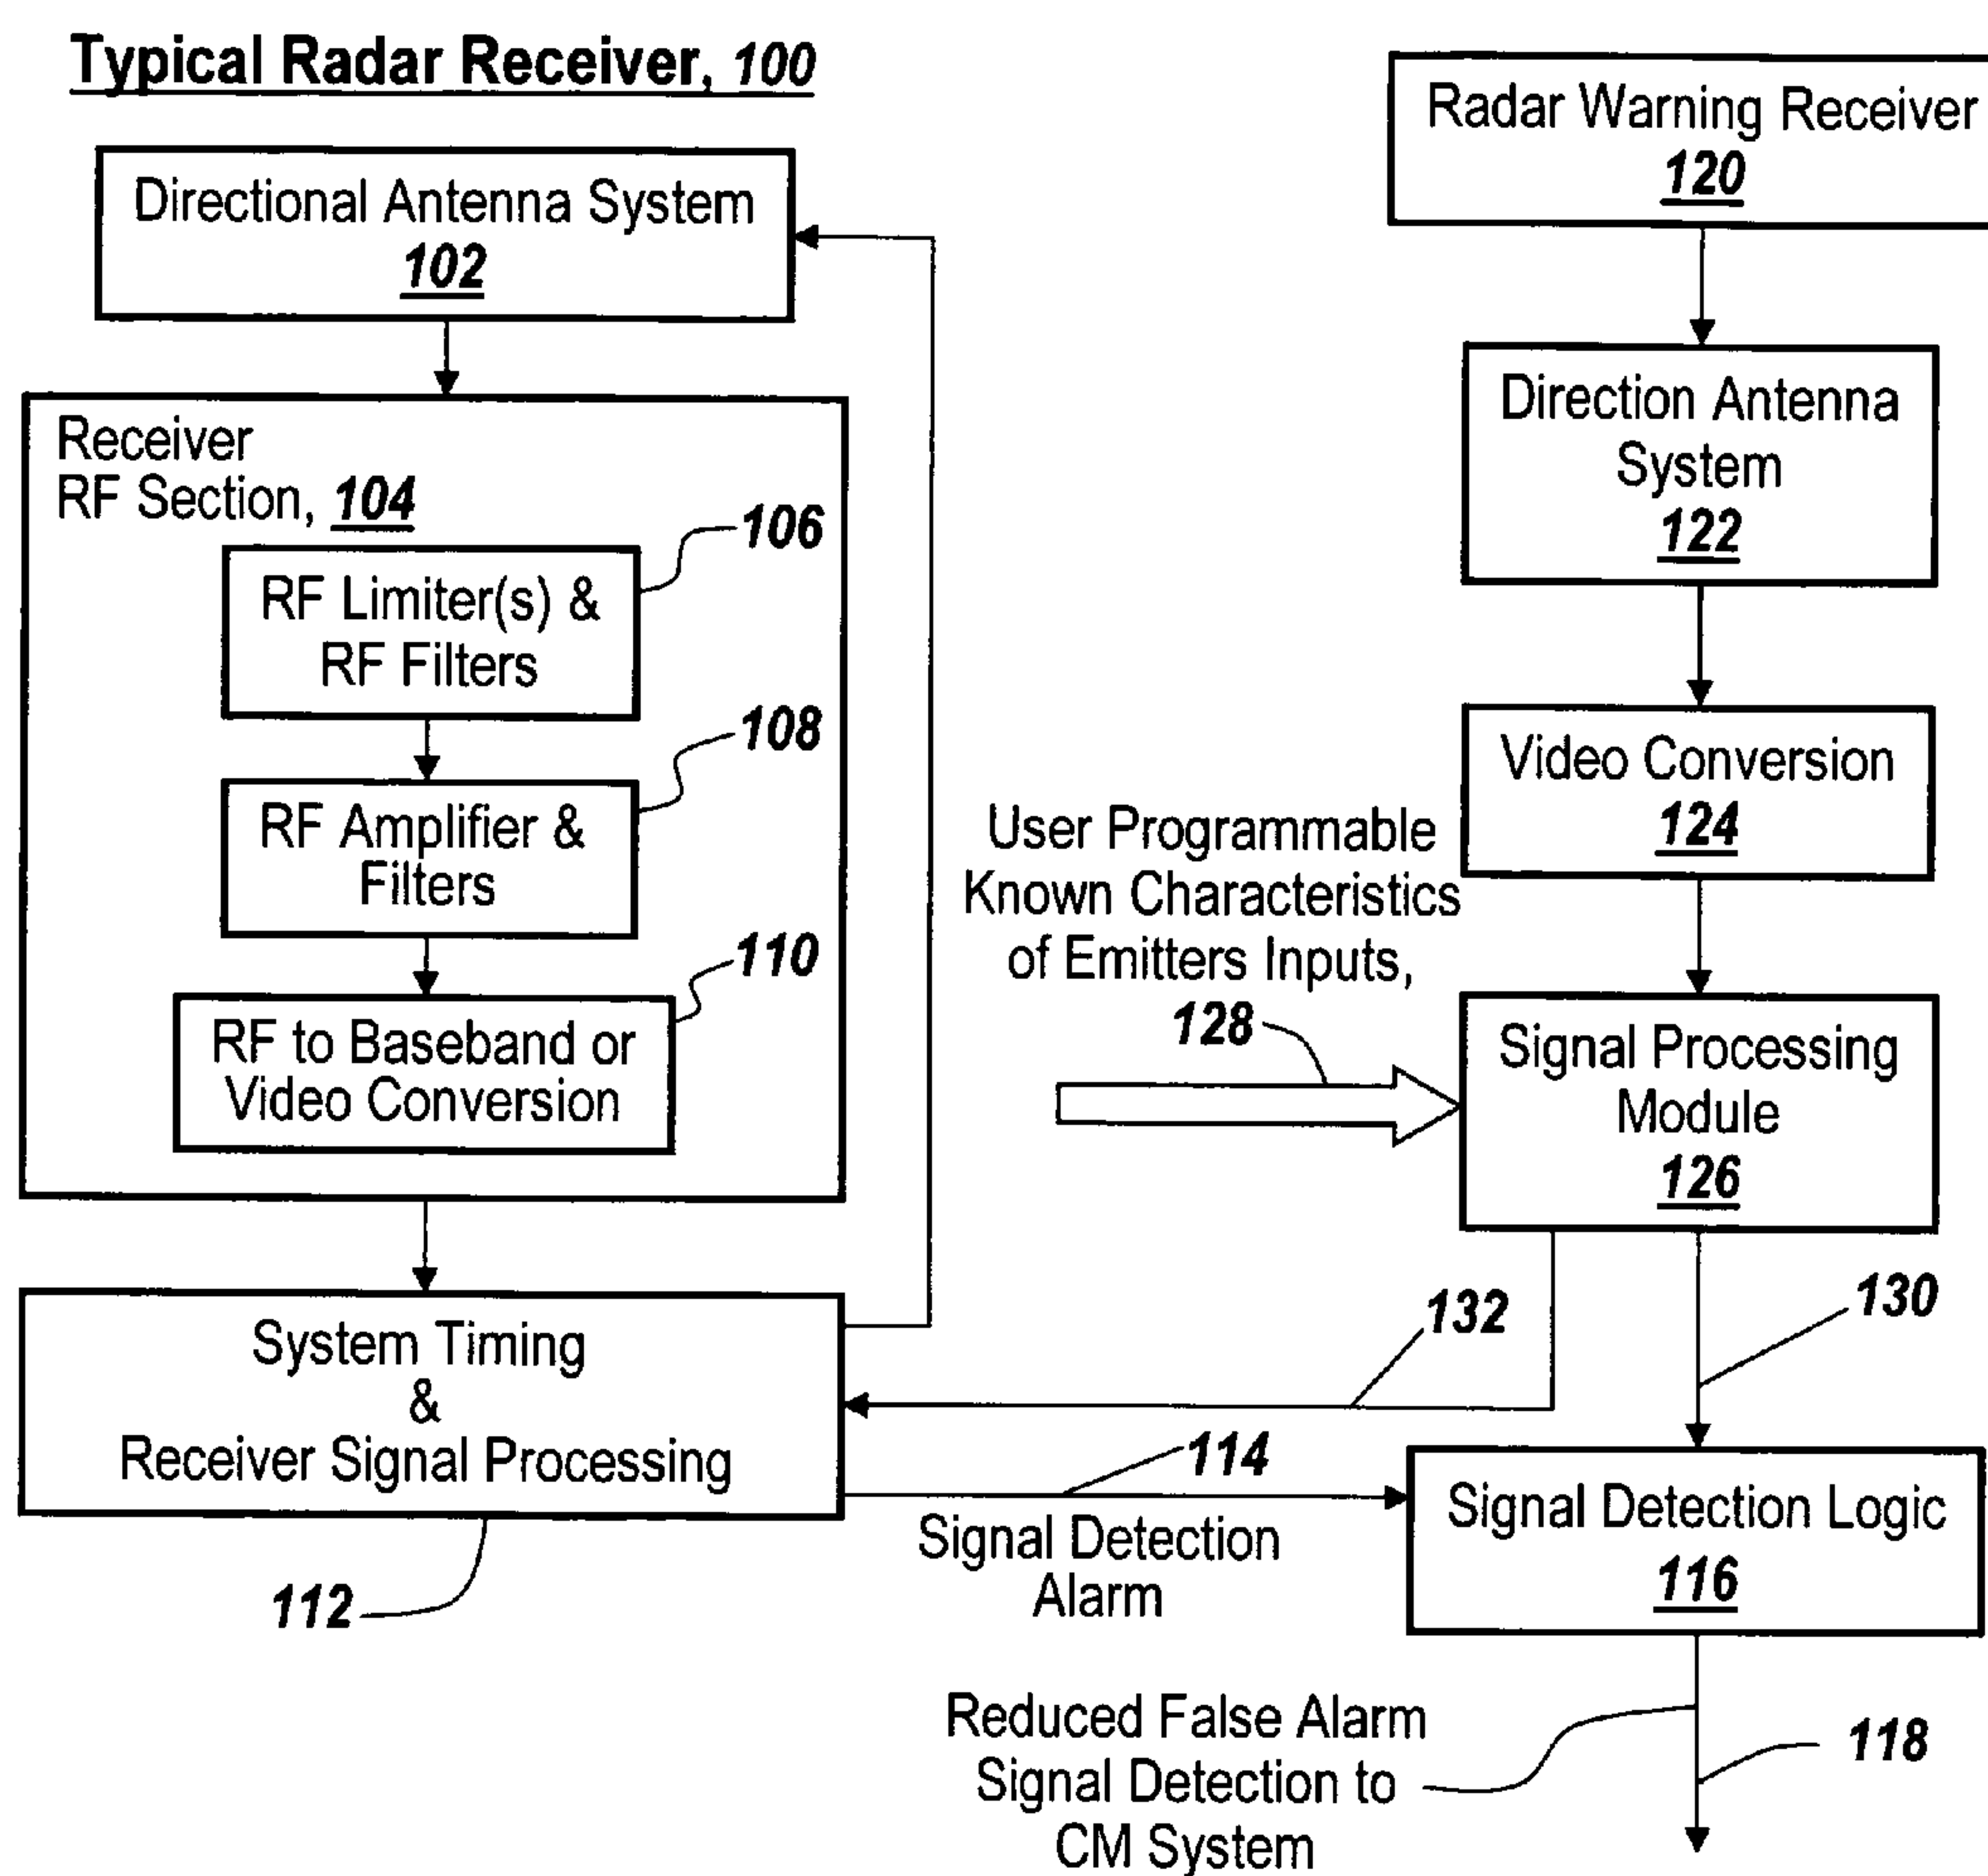 Typical Radar Receiver, 100
Directional Antenna System
102
Receiver
RF Section, 104
106
RF Limiter(s) &
RF Filters
108
RF Amplifier &
Filters
110
RF to Baseband or
Video Conversion
System Timing
&
Receiver Signal Processing
112
114
Signal Detection
Alarm
Radar Warning Receiver
120
Direction Antenna
System
122
Video Conversion
124
User Programmable
Known Characteristics
of Emitters Inputs,
128
Signal Processing
Module
126
132
130
Signal Detection Logic
116
Reduced False Alarm
Signal Detection to
CM System
118